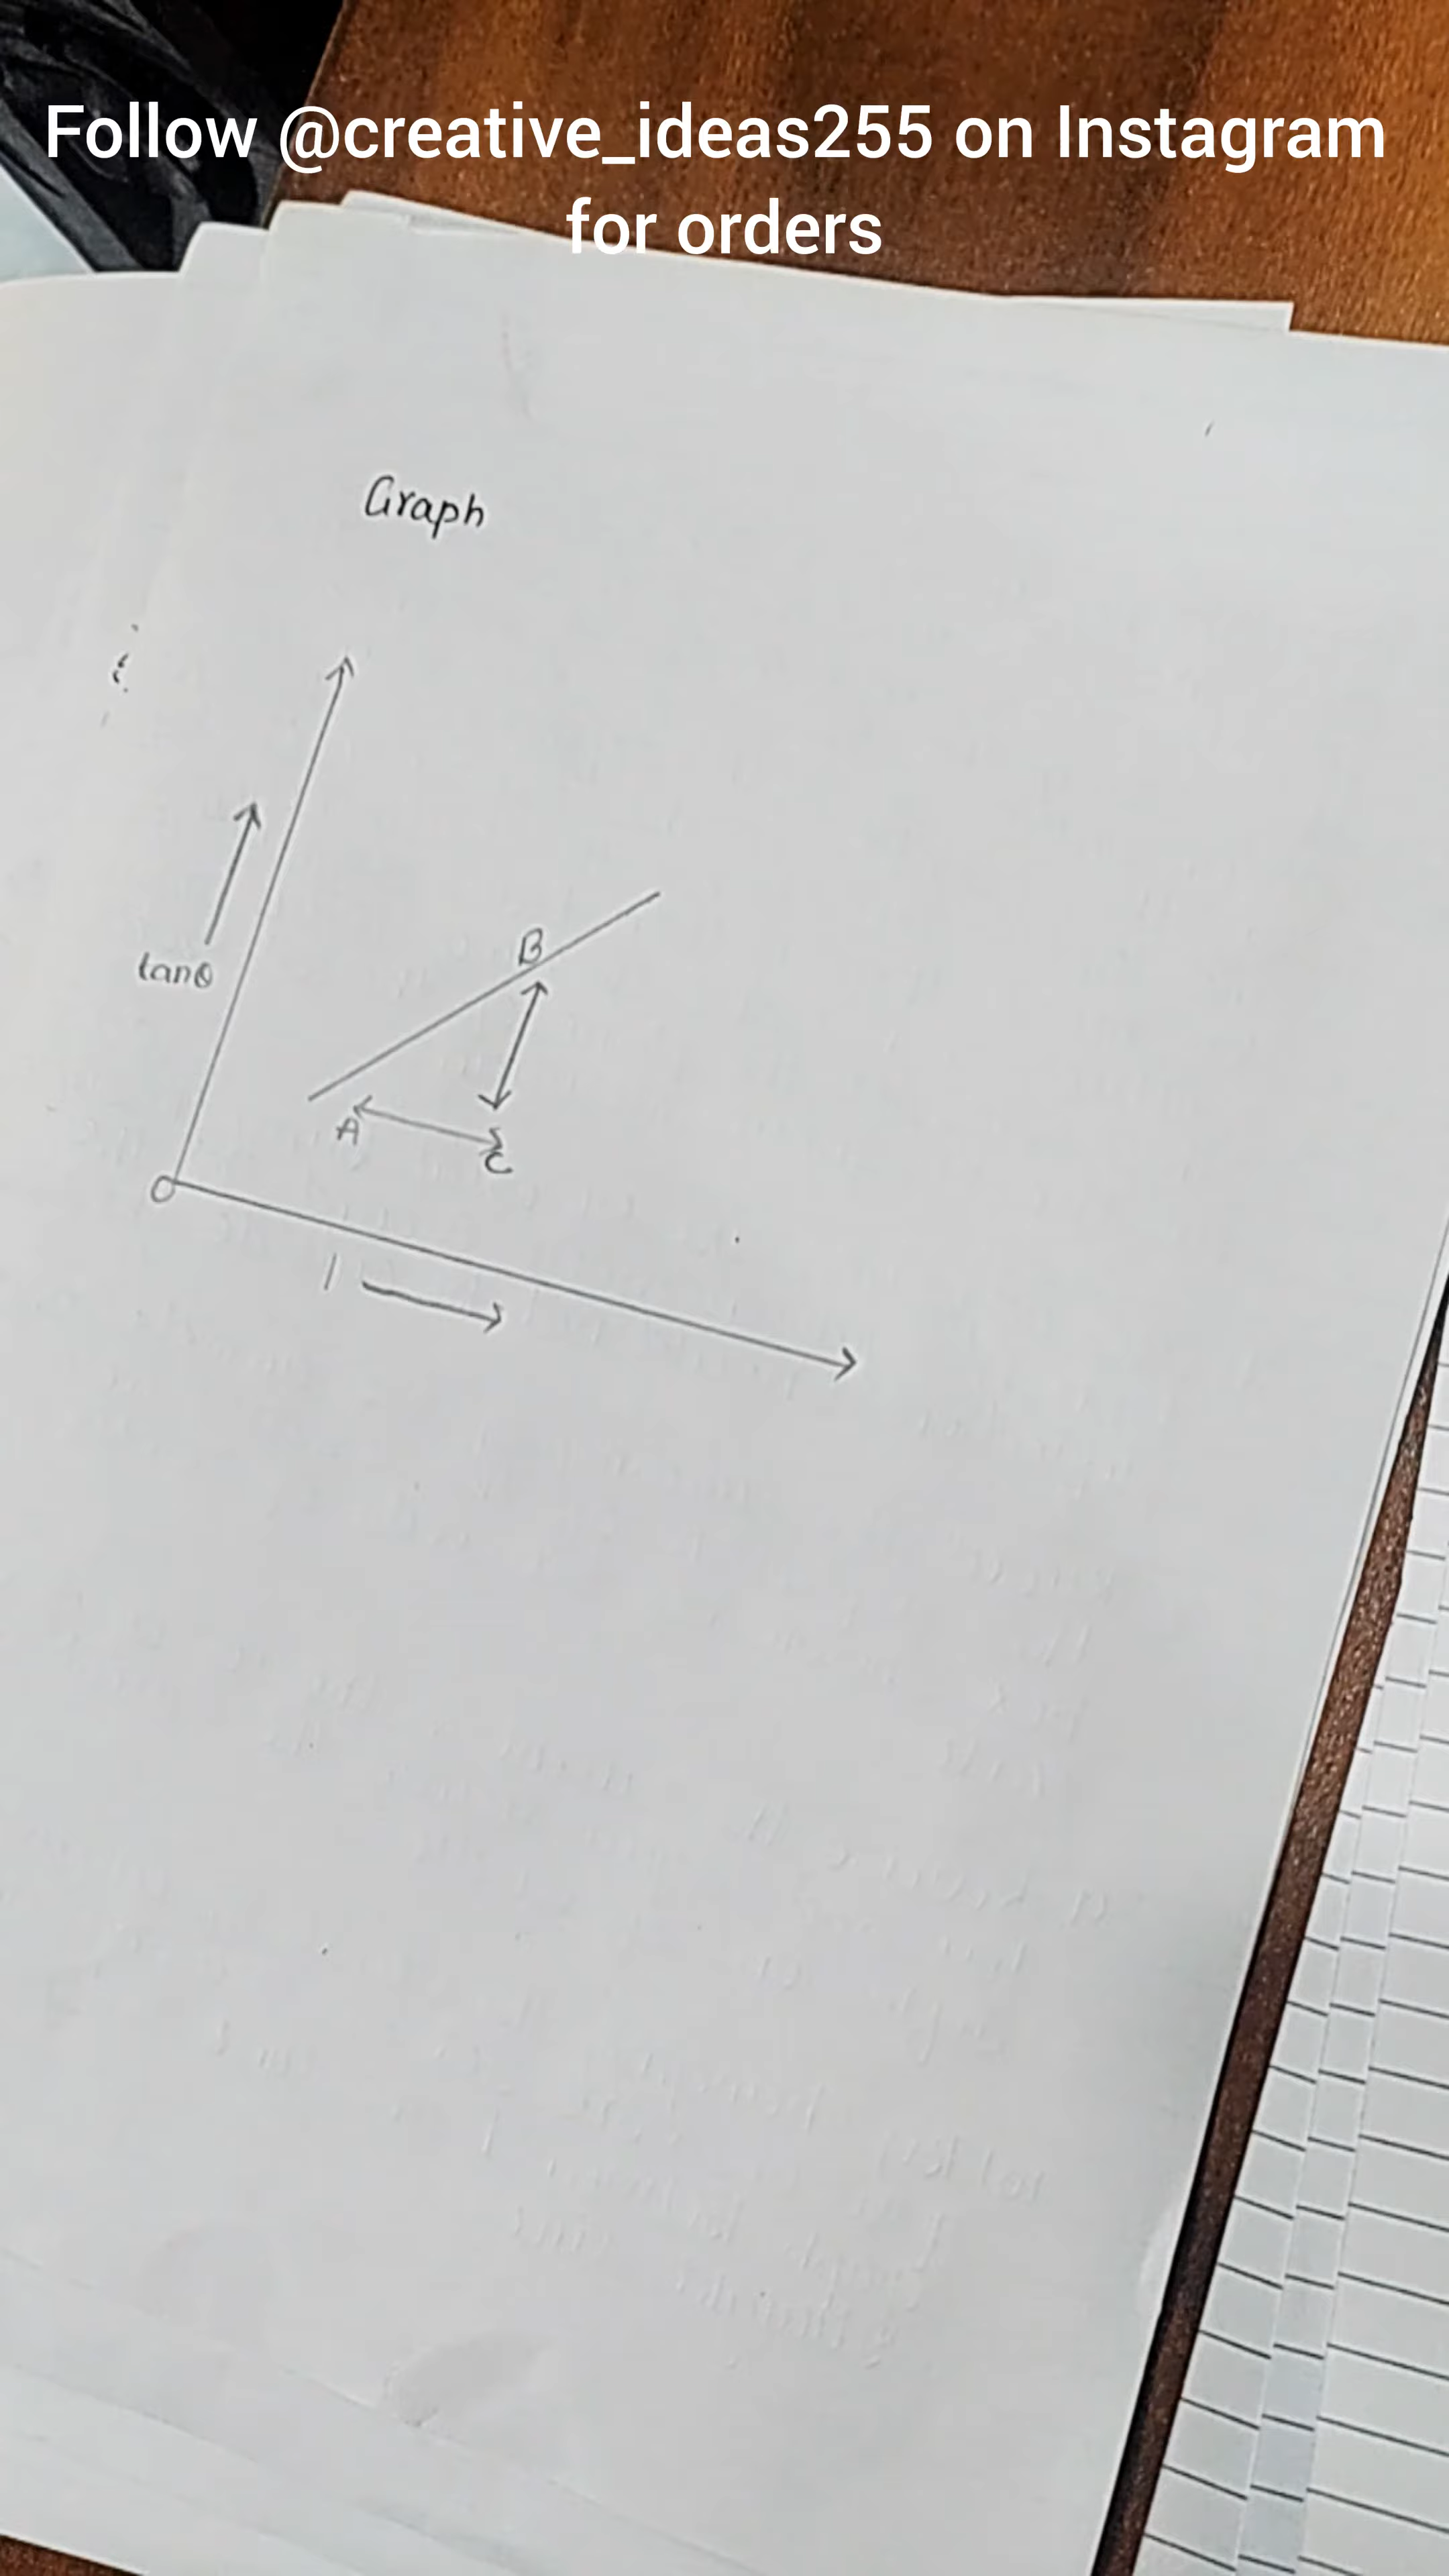 Follow @creative_ideas255 on Instagram
for orders
Graph
tanθ
B
A
C
O
I